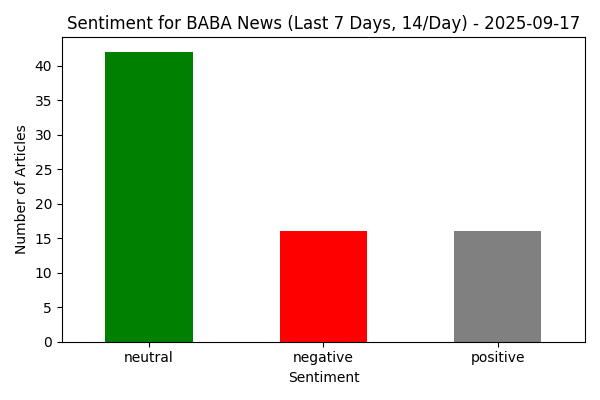 Sentiment for BABA News (Last 7 Days, 14/Day) - 2025-09-17
Number of Articles
40
35
30
25
20
15
10
5
0
neutral negative positive
Sentiment